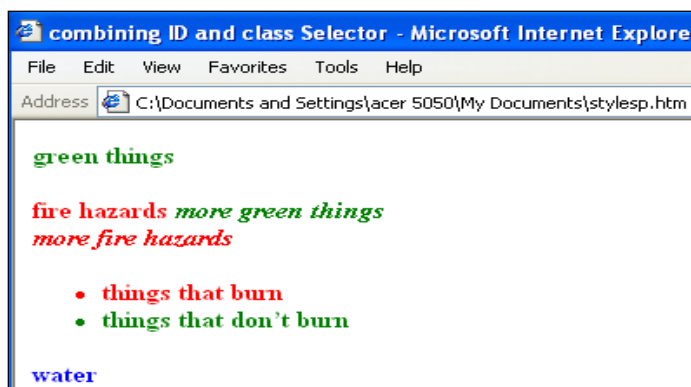 combining ID and class Selector - Microsoft Internet Explore
File Edit View Favorites Tools Help
Address C:\Documents and Settings\acer 5050\My Documents\stylesp.htm
green things
fire hazards more green things
more fire hazards
• things that burn
• things that don't burn
water